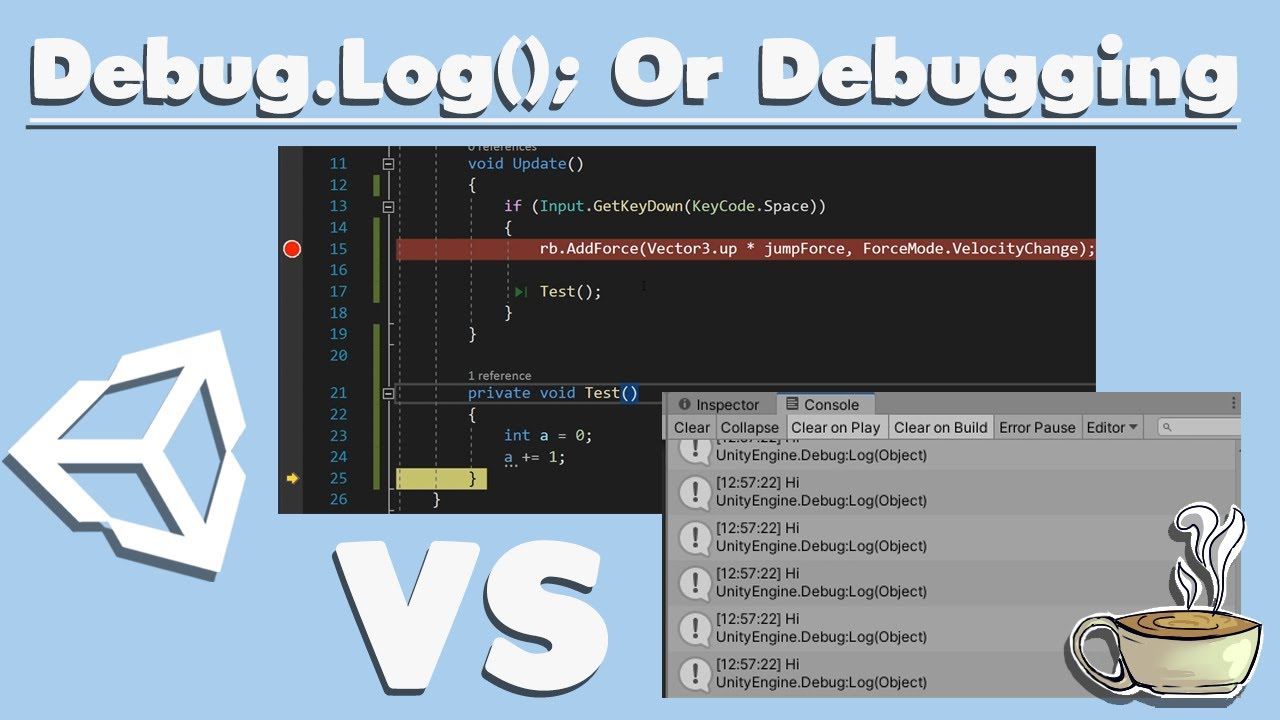 Debug.Log(); Or Debugging
0 references
11 void Update()
12 {
13 if (Input.GetKeyDown(KeyCode.Space))
14 {
15 rb.AddForce(Vector3.up * jumpForce, ForceMode.VelocityChange);
16
17 Test();
18 }
19 }
20
1 reference
21 private void Test()
22 {
23 int a = 0;
24 a += 1;
25 }
26 }
VS
Inspector Console
Clear Collapse Clear on Play Clear on Build Error Pause Editor
[12:57:22] Hi
UnityEngine.Debug:Log(Object)
[12:57:22] Hi
UnityEngine.Debug:Log(Object)
[12:57:22] Hi
UnityEngine.Debug:Log(Object)
[12:57:22] Hi
UnityEngine.Debug:Log(Object)
[12:57:22] Hi
UnityEngine.Debug:Log(Object)
[12:57:22] Hi
UnityEngine.Debug:Log(Object)